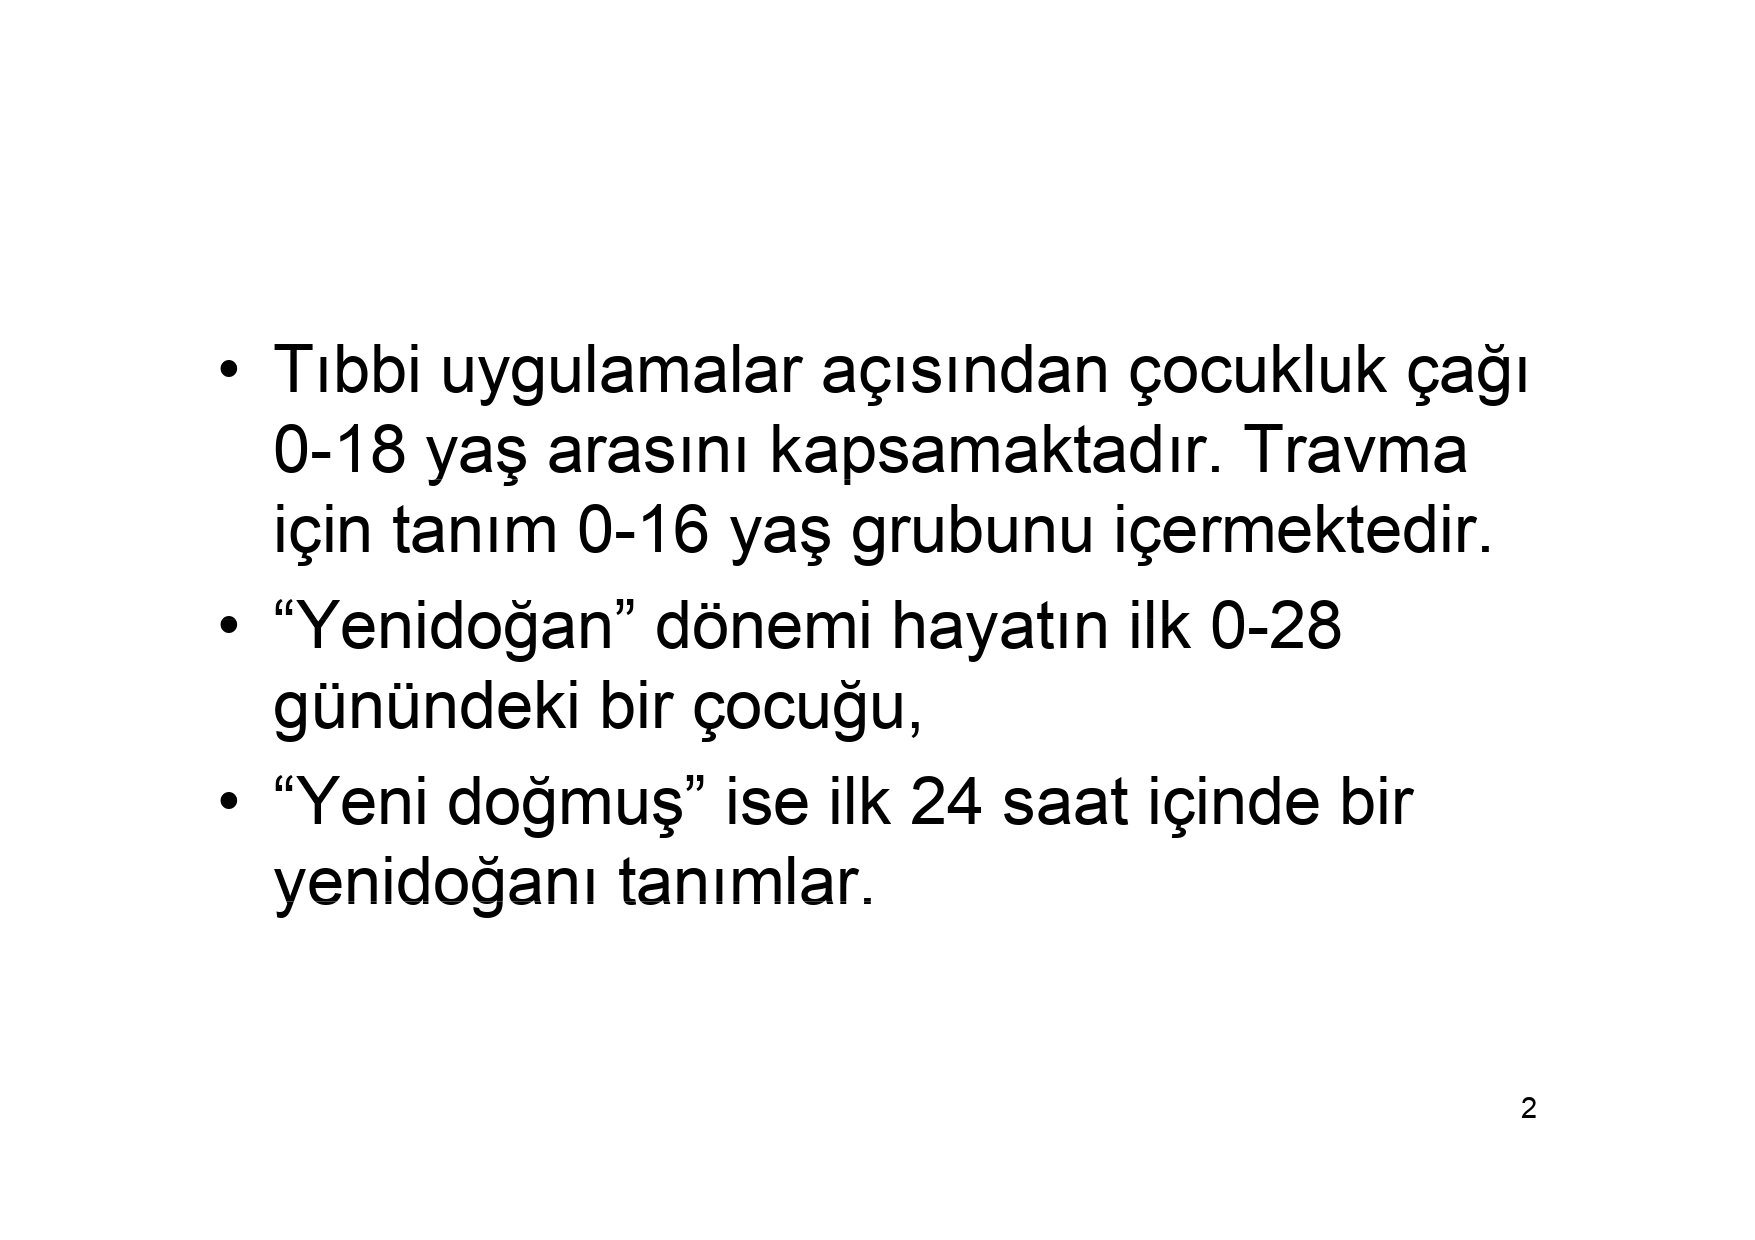 • Tıbbi uygulamalar açısından çocukluk çağı
0-18 yaş arasını kapsamaktadır. Travma
için tanım 0-16 yaş grubunu içermektedir.
• “Yenidoğan” dönemi hayatın ilk 0-28
günündeki bir çocuğu,
• “Yeni doğmuş” ise ilk 24 saat içinde bir
yenidoğanı tanımlar.
2